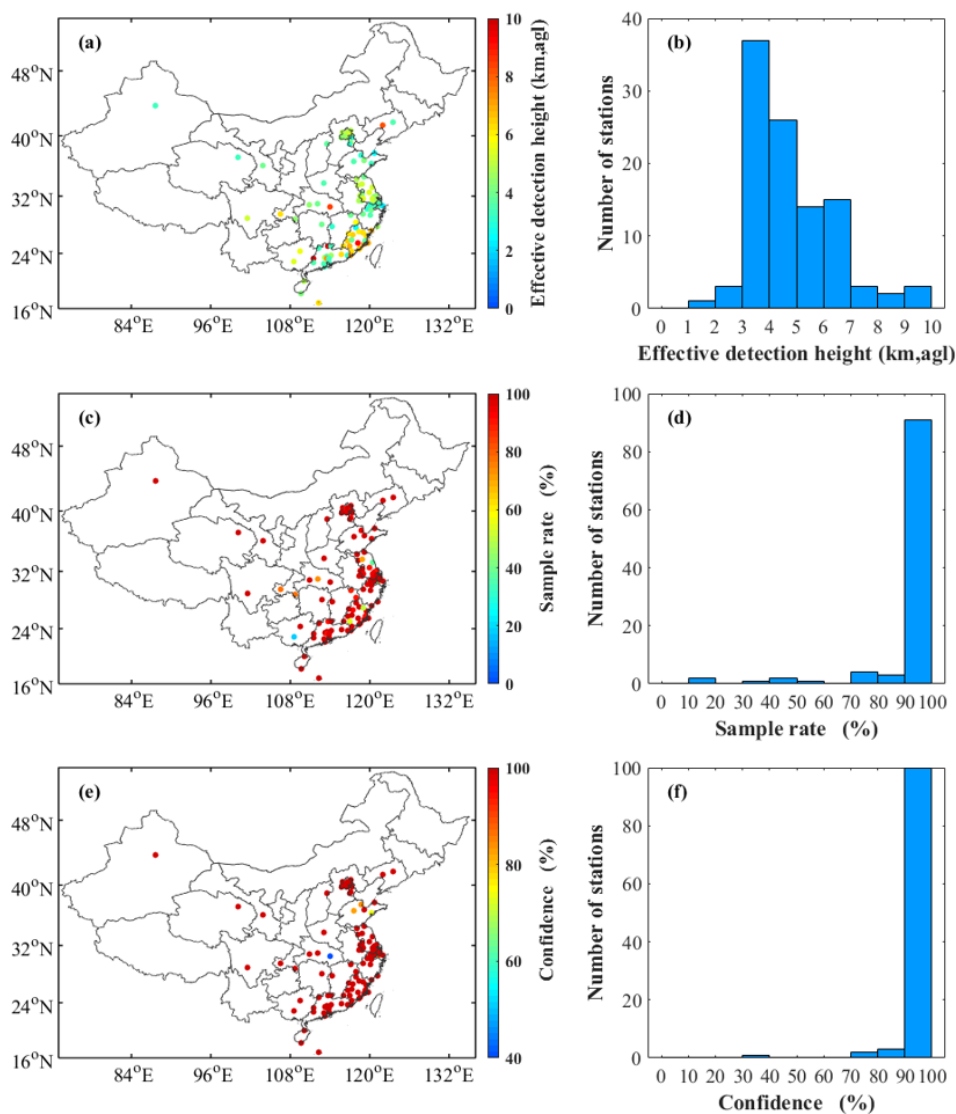 (a)
48°N
40°N
32°N
24°N
16°N
84°E 96°E 108°E 120°E 132°E
10
8
6
4
2
0
Effective detection height (km,agl)
(b)
40
30
20
10
0
Number of stations
0 1 2 3 4 5 6 7 8 9 10
Effective detection height (km,agl)
(c)
48°N
40°N
32°N
24°N
16°N
84°E 96°E 108°E 120°E 132°E
100
80
60
40
20
0
Sample rate (%)
(d)
100
80
60
40
20
0
Number of stations
0 10 20 30 40 50 60 70 80 90 100
Sample rate (%)
(e)
48°N
40°N
32°N
24°N
16°N
84°E 96°E 108°E 120°E 132°E
100
80
60
40
Confidence (%)
(f)
100
80
60
40
20
0
Number of stations
0 10 20 30 40 50 60 70 80 90 100
Confidence (%)